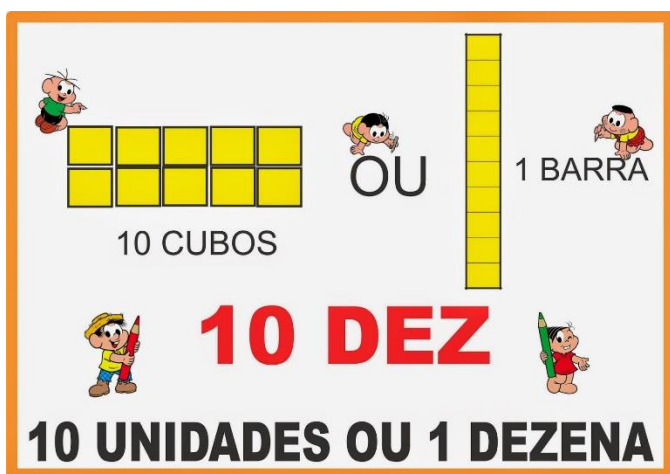 OU
1 BARRA
10 CUBOS
10 DEZ
10 UNIDADES OU 1 DEZENA